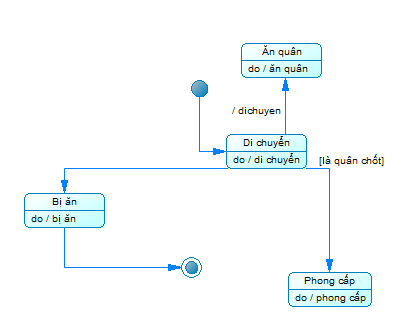 Ăn quân
do / ăn quân
/ dichuyen
Di chuyển
do / di chuyển
[là quân chốt]
Bị ăn
do / bị ăn
Phong cấp
do / phong cấp